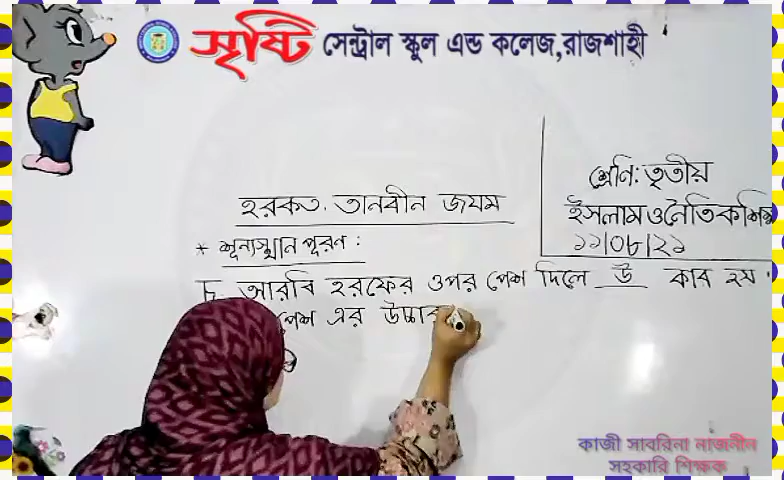 সৃষ্টি সেন্ট্রাল স্কুল এন্ড কলেজ,রাজশাহী
শ্রেণি: তৃতীয়
ইসলাম ও নৈতিক শিক্ষা
১১/০৮/২১
হরকত, তানবীন জযম
* শূন্যস্থান পূরণ:
আরবি হরফের ওপর পেশ দিলে উ কার হয়
পেশ এর উচ্চার
কাজী সাবরিনা নাজনীন
সহকারি শিক্ষক